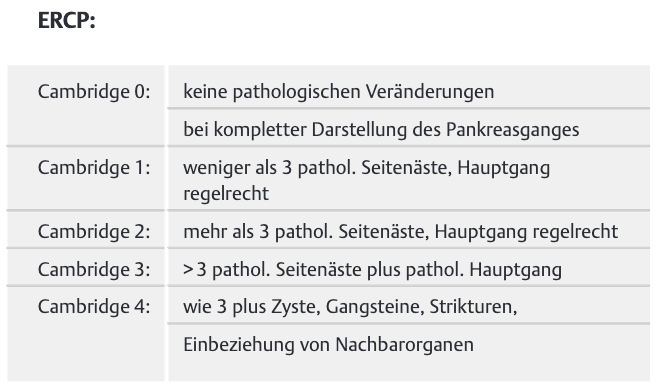 ERCP:
Cambridge 0: keine pathologischen Veränderungen
bei kompletter Darstellung des Pankreasganges
Cambridge 1: weniger als 3 pathol. Seitenäste, Hauptgang
regelrecht
Cambridge 2: mehr als 3 pathol. Seitenäste, Hauptgang regelrecht
Cambridge 3: >3 pathol. Seitenäste plus pathol. Hauptgang
Cambridge 4: wie 3 plus Zyste, Gangsteine, Strikturen,
Einbeziehung von Nachbarorganen